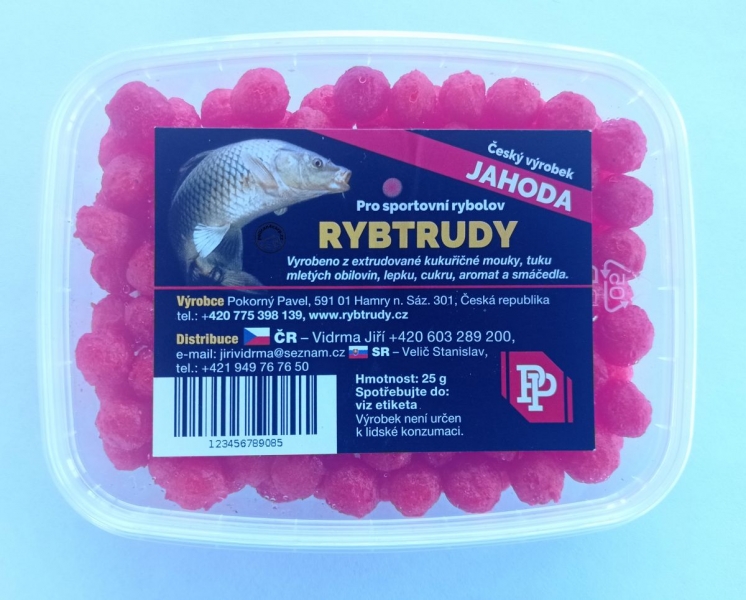 Český výrobek
JAHODA
Pro sportovní rybolov
RYBTRUDY
Vyrobeno z extrudované kukuřičné mouky, tuku
mletých obilovin, lepku, cukru, aromat a smáčedla.
Výrobce Pokorný Pavel, 591 01 Hamry n. Sáz. 301, Česká republika
tel.: +420 775 398 139, www.rybtrudy.cz
Distribuce ČR – Vidrma Jiří +420 603 289 200,
e-mail: jirividrma@seznam.cz SR – Velič Stanislav,
tel.: +421 949 76 76 50
Hmotnost: 25 g
Spotřebujte do:
viz etiketa
Výrobek není určen
k lidské konzumaci.
PP
123456789085